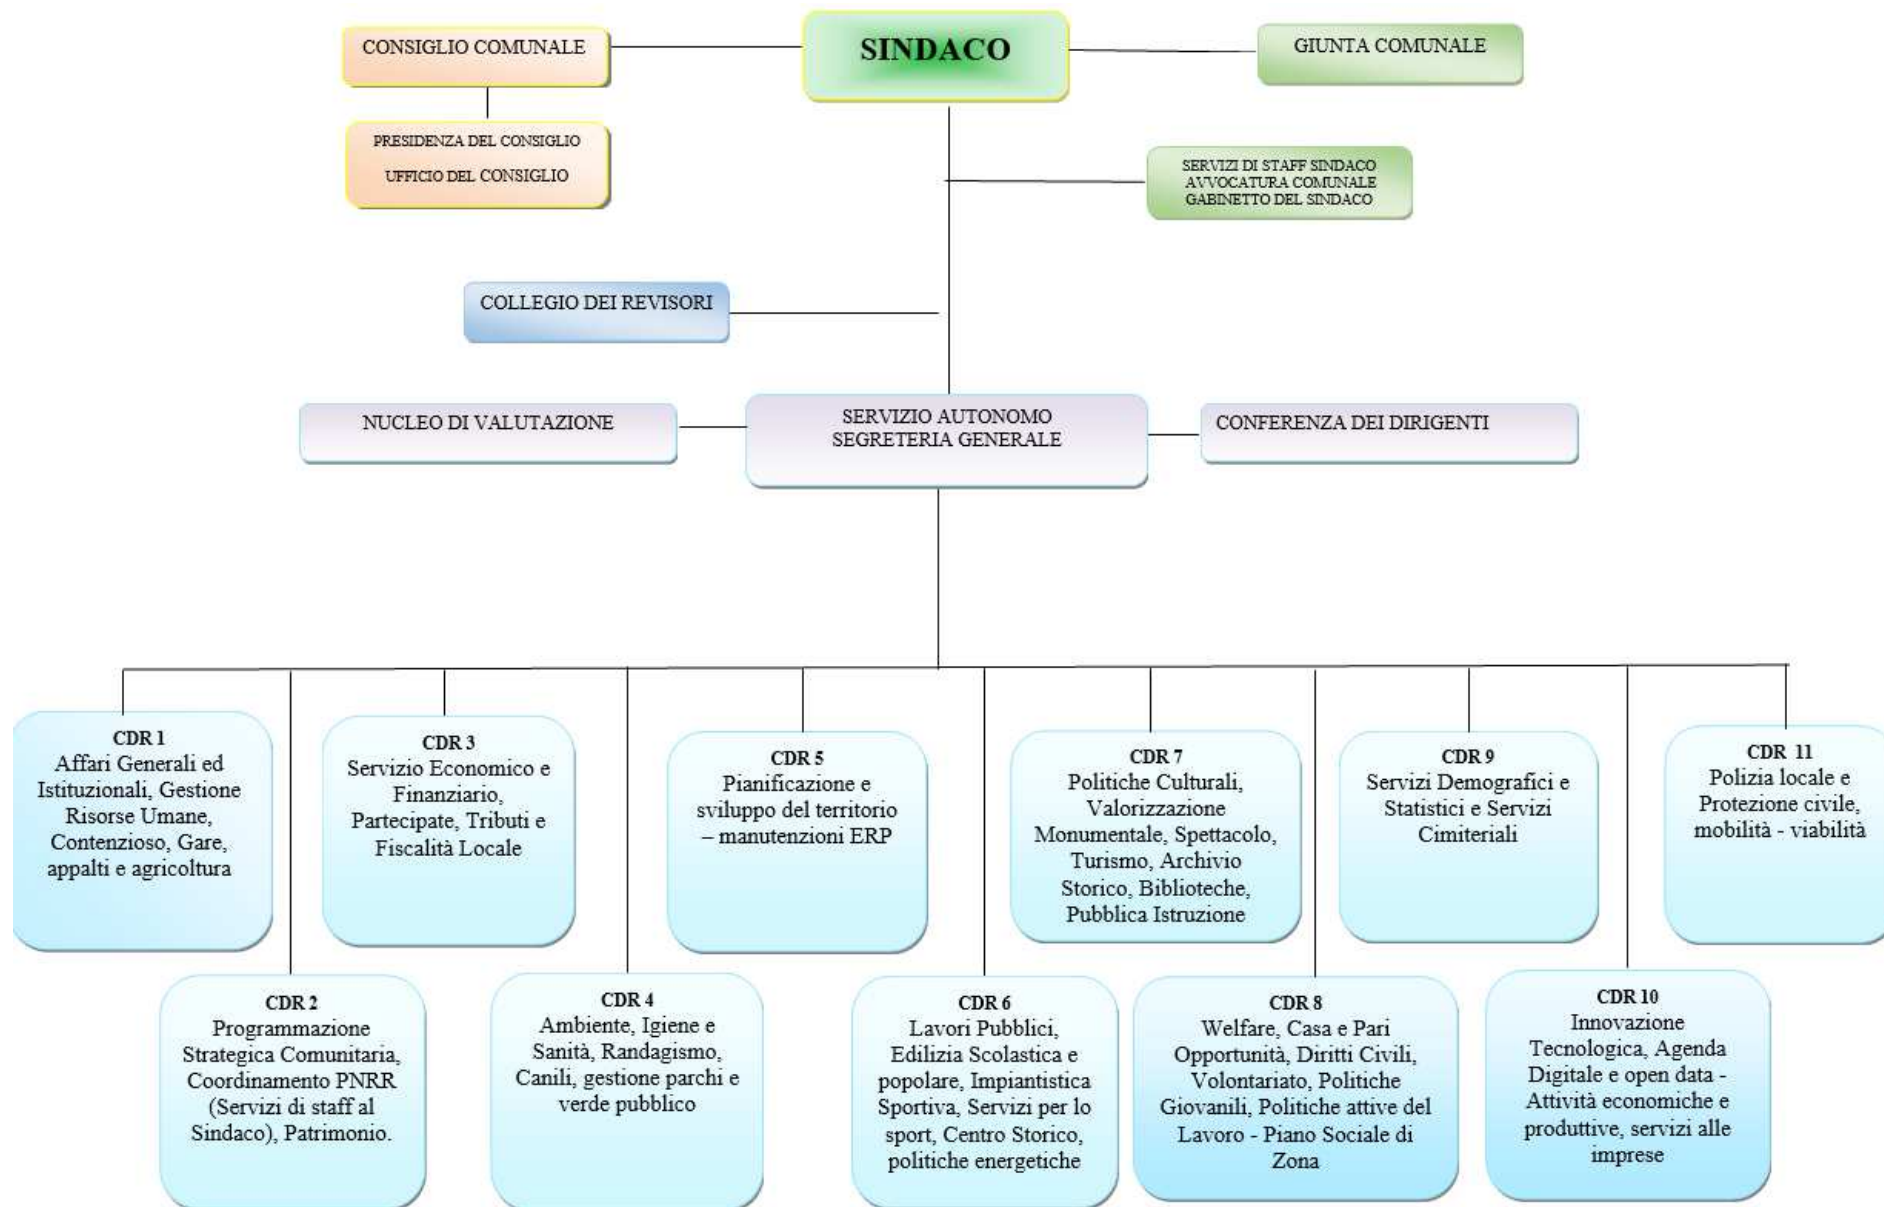 CONSIGLIO COMUNALE
SINDACO
GIUNTA COMUNALE
PRESIDENZA DEL CONSIGLIO
UFFICIO DEL CONSIGLIO
SERVIZI DI STAFF SINDACO
AVVOCATURA COMUNALE
GABINETTO DEL SINDACO
COLLEGIO DEI REVISORI
NUCLEO DI VALUTAZIONE
SERVIZIO AUTONOMO
SEGRETERIA GENERALE
CONFERENZA DEI DIRIGENTI
CDR 1
Affari Generali ed
Istituzionali, Gestione
Risorse Umane,
Contenzioso, Gare,
appalti e agricoltura
CDR 2
Programmazione
Strategica Comunitaria,
Coordinamento PNRR
(Servizi di staff al
Sindaco), Patrimonio.
CDR 3
Servizio Economico e
Finanziario,
Partecipate, Tributi e
Fiscalità Locale
CDR 4
Ambiente, Igiene e
Sanità, Randagismo,
Canili, gestione parchi e
verde pubblico
CDR 5
Pianificazione e
sviluppo del territorio
– manutenzioni ERP
CDR 6
Lavori Pubblici,
Edilizia Scolastica e
popolare, Impiantistica
Sportiva, Servizi per lo
sport, Centro Storico,
politiche energetiche
CDR 7
Politiche Culturali,
Valorizzazione
Monumentale, Spettacolo,
Turismo, Archivio
Storico, Biblioteche,
Pubblica Istruzione
CDR 8
Welfare, Casa e Pari
Opportunità, Diritti Civili,
Volontariato, Politiche
Giovanili, Politiche attive del
Lavoro - Piano Sociale di
Zona
CDR 9
Servizi Demografici e
Statistici e Servizi
Cimiteriali
CDR 10
Innovazione
Tecnologica, Agenda
Digitale e open data -
Attività economiche e
produttive, servizi alle
imprese
CDR 11
Polizia locale e
Protezione civile,
mobilità - viabilità